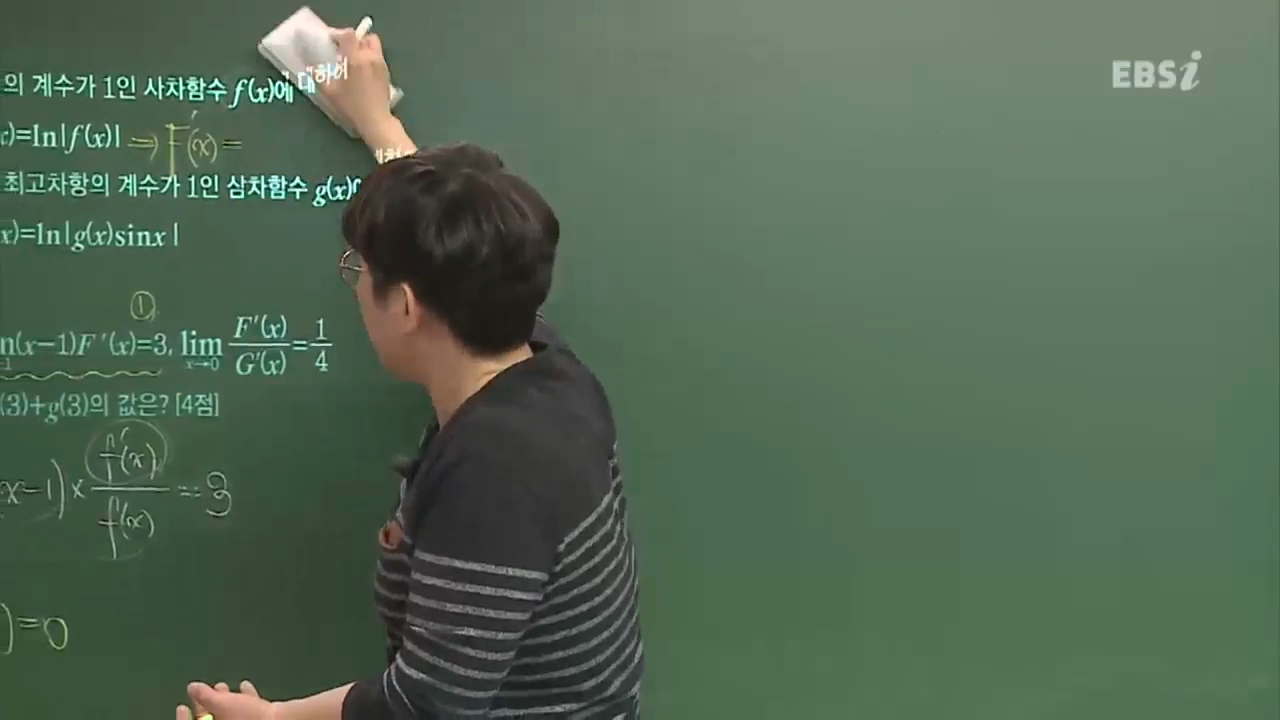 EBSi
의 계수가 1인 사차함수 f(x)에 대하여
)=ln|f(x)| ⇒ F'(x)=
최고차항의 계수가 1인 삼차함수 g(x)
x)=ln|g(x)sinx|
①
(x-1)F'(x)=3, lim x→0 F'(x)/G'(x)=1/4
(3)+g(3)의 값은? [4점]
x-1)× f'(x)/f(x) =3
)=0